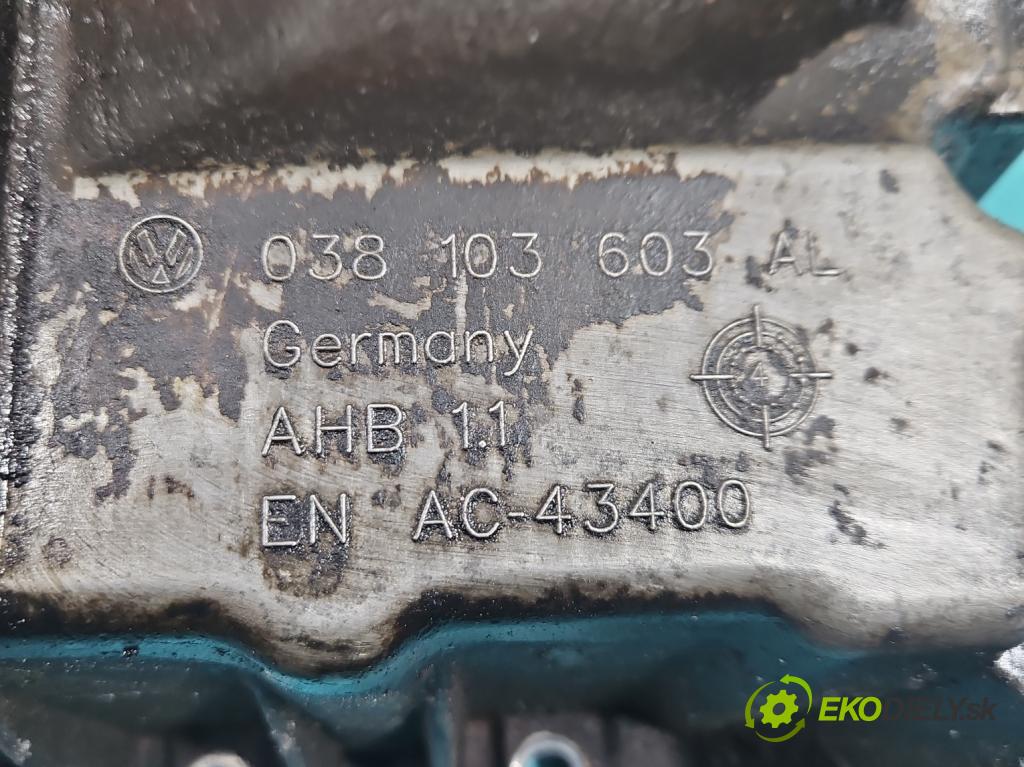 038 103 603 AL
Germany
AHB 1.1
EN AC-43400
4
EKODIELY.sk